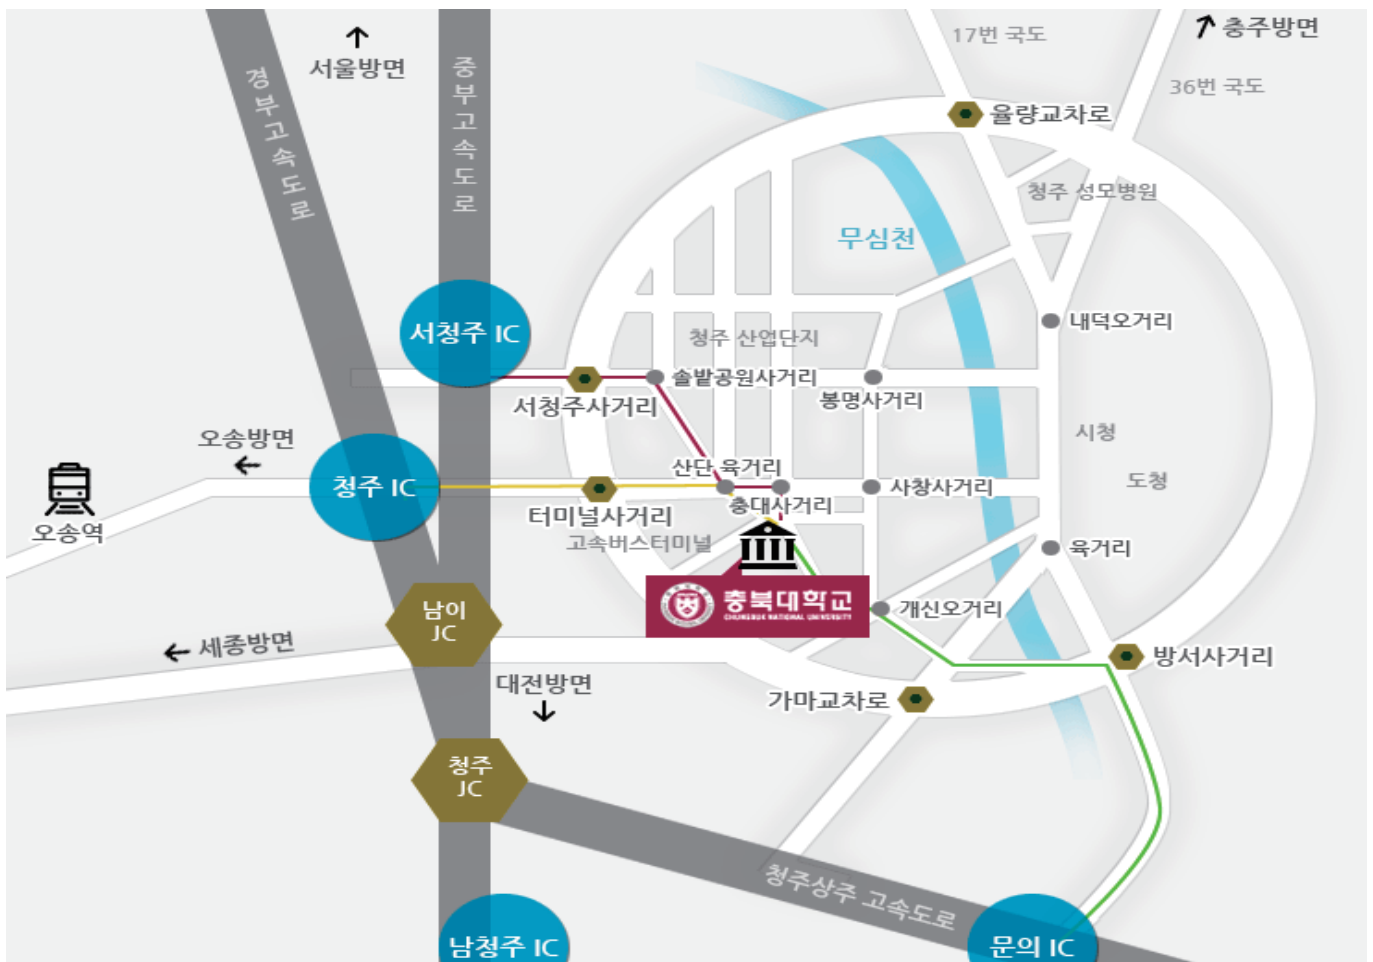 17번 국도
충주방면
서울방면
경부고속도로
중부고속도로
36번 국도
율량교차로
청주 성모병원
무심천
서청주 IC
내덕오거리
청주 산업단지
솔밭공원사거리
서청주사거리
봉명사거리
오송방면
시청
산단 육거리
도청
청주 IC
사창사거리
충대사거리
터미널사거리
오송역
고속버스터미널
육거리
충북대학교
CHUNGBUK NATIONAL UNIVERSITY
개신오거리
남이
JC
세종방면
방서사거리
대전방면
가마교차로
청주
JC
청주상주 고속도로
남청주 IC
문의 IC